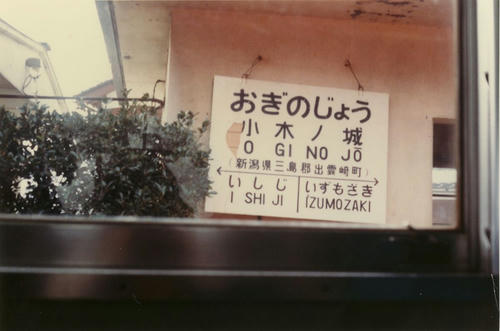 おぎのじょう
小木ノ城
O GI NO JŌ
(新潟県三島郡出雲崎町)
いしじ いずもざき
I SHI JI IZUMOZAKI